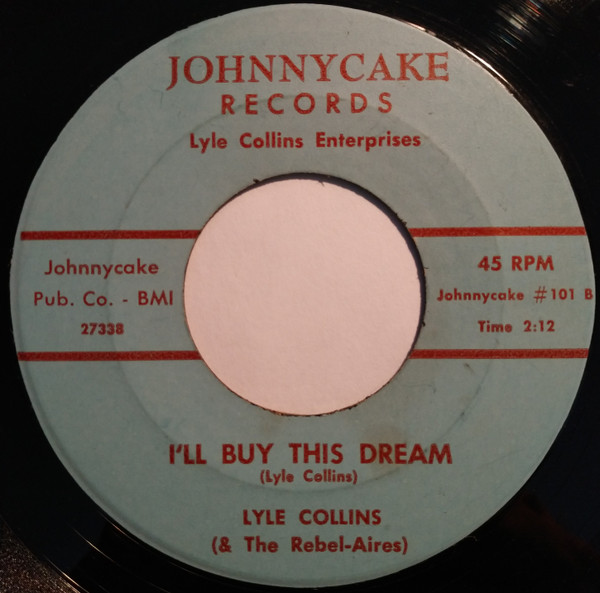 JOHNNYCAKE
RECORDS
Lyle Collins Enterprises
Johnnycake
Pub. Co. - BMI
27338
45 RPM
Johnnycake #101 B
Time 2:12
I'LL BUY THIS DREAM
(Lyle Collins)
LYLE COLLINS
(& The Rebel-Aires)